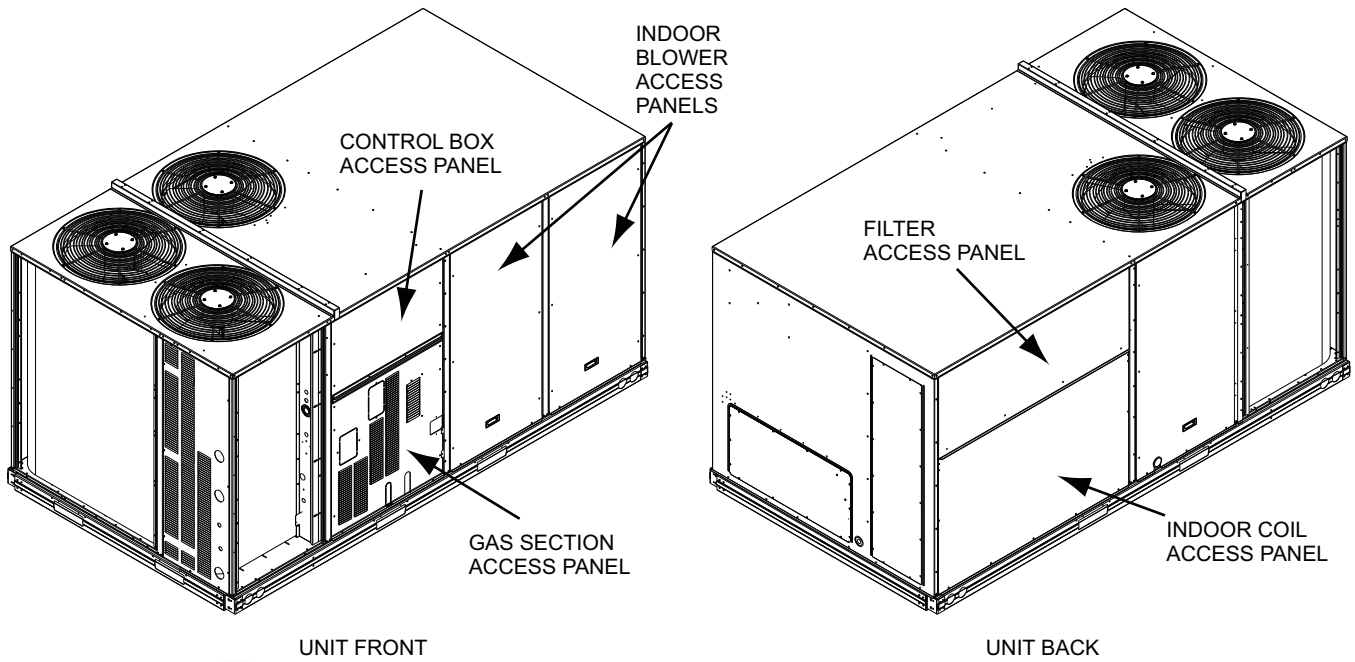 INDOOR
BLOWER
ACCESS
PANELS
CONTROL BOX
ACCESS PANEL
GAS SECTION
ACCESS PANEL
UNIT FRONT
FILTER
ACCESS PANEL
INDOOR COIL
ACCESS PANEL
UNIT BACK